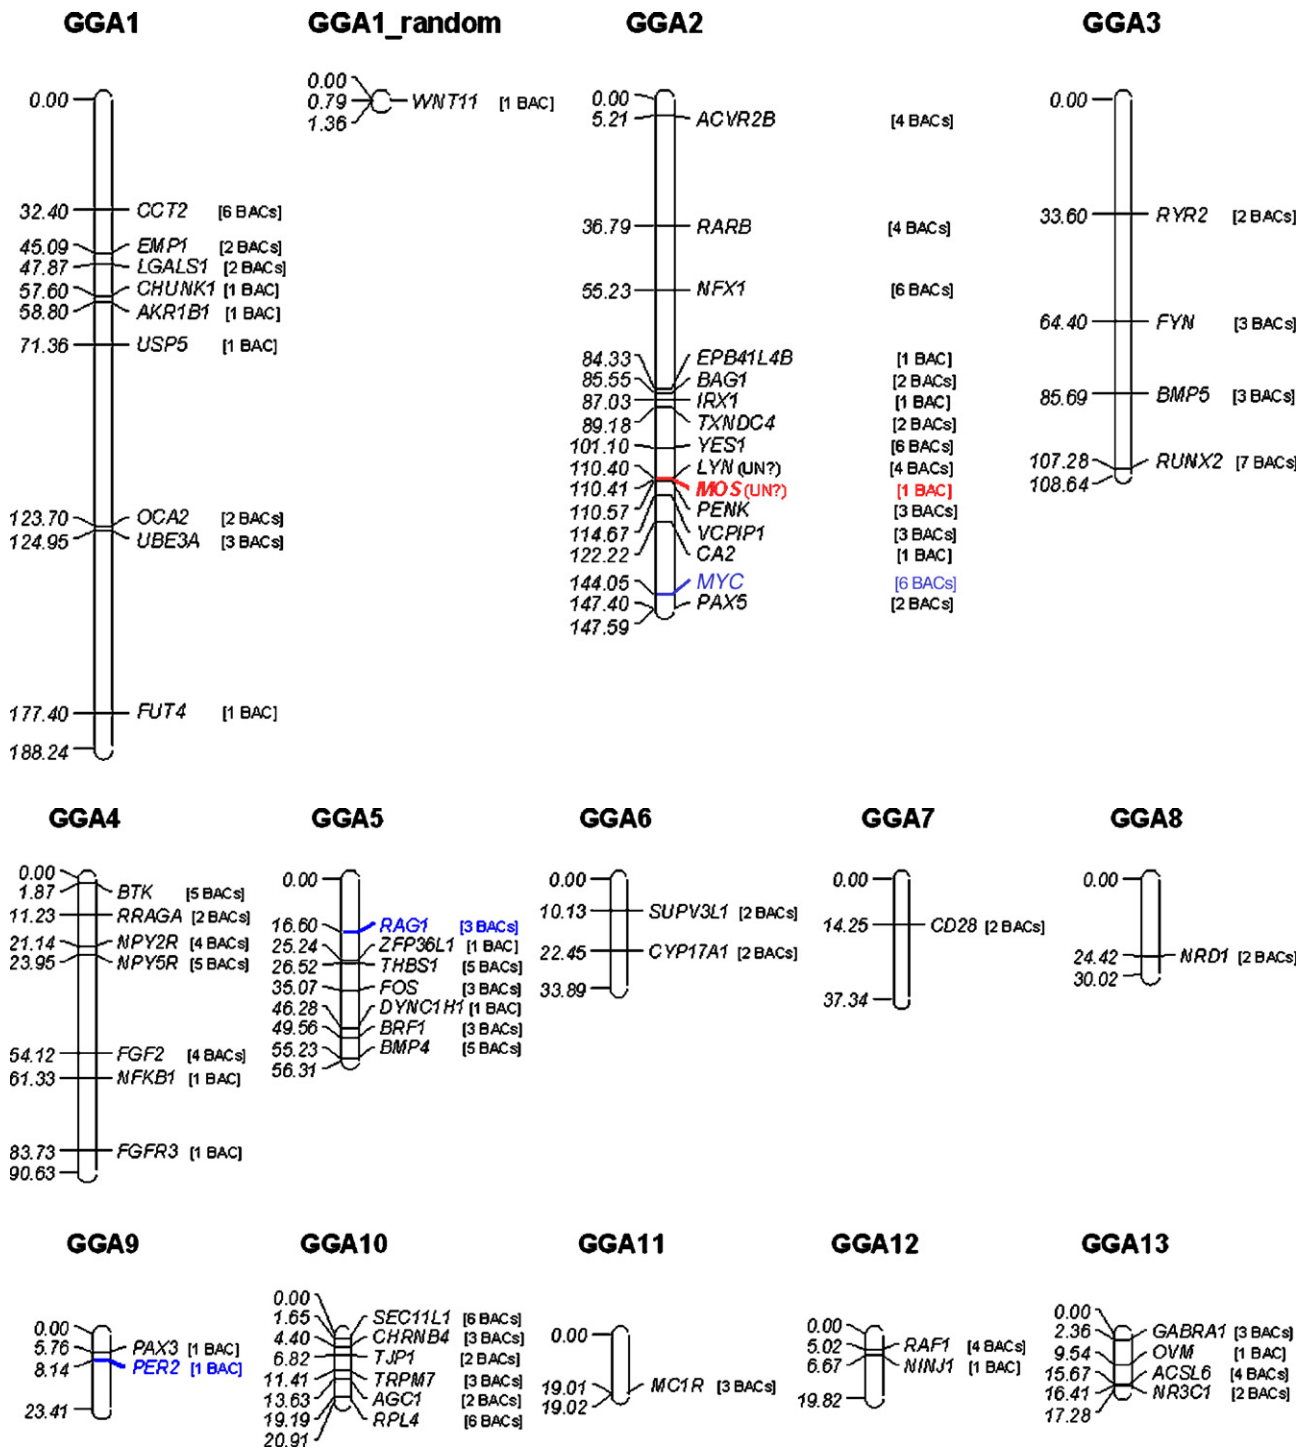 GGA1 GGA1_random GGA2 GGA3
0.00
32.40 CCT2 [6 BACs]
45.09 EMP1 [2 BACs]
47.87 LGALS1 [2 BACs]
57.60 CHUNK1 [1 BAC]
58.80 AKR1B1 [1 BAC]
71.36 USP5 [1 BAC]
123.70 OCA2 [2 BACs]
124.95 UBE3A [3 BACs]
177.40 FUT4 [1 BAC]
188.24
0.00
0.79 WNT11 [1 BAC]
1.36
0.00
5.21 ACVR2B [4 BACs]
36.79 RARB [4 BACs]
55.23 NFX1 [6 BACs]
84.33 EPB41L4B [1 BAC]
85.55 BAG1 [2 BACs]
87.03 IRX1 [1 BAC]
89.18 TXNDC4 [2 BACs]
101.10 YES1 [6 BACs]
110.40 LYN (UN?) [4 BACs]
110.41 MOS (UN?) [1 BAC]
110.57 PENK [3 BACs]
114.67 VCPIP1 [3 BACs]
122.22 CA2 [1 BAC]
144.05 MYC [6 BACs]
147.40 PAX5 [2 BACs]
147.59
0.00
33.60 RYR2 [2 BACs]
64.40 FYN [3 BACs]
85.69 BMP5 [3 BACs]
107.28 RUNX2 [7 BACs]
108.64
GGA4 GGA5 GGA6 GGA7 GGA8
0.00
1.87 BTK [5 BACs]
11.23 RRAGA [2 BACs]
21.14 NPY2R [4 BACs]
23.95 NPY5R [5 BACs]
54.12 FGF2 [4 BACs]
61.33 NFKB1 [1 BAC]
83.73 FGFR3 [1 BAC]
90.63
0.00
16.60 RAG1 [3 BACs]
25.24 ZFP36L1 [1 BAC]
26.52 THBS1 [5 BACs]
35.07 FOS [3 BACs]
46.28 DYNC1H1 [1 BAC]
49.56 BRF1 [3 BACs]
55.23 BMP4 [5 BACs]
56.31
0.00
10.13 SUPV3L1 [2 BACs]
22.45 CYP17A1 [2 BACs]
33.89
0.00
14.25 CD28 [2 BACs]
37.34
0.00
24.42 NRD1 [2 BACs]
30.02
GGA9 GGA10 GGA11 GGA12 GGA13
0.00
5.76 PAX3 [1 BAC]
8.14 PER2 [1 BAC]
23.41
0.00
1.65 SEC11L1 [6 BACs]
4.40 CHRNB4 [3 BACs]
6.82 TJP1 [2 BACs]
11.41 TRPM7 [3 BACs]
13.63 AGC1 [2 BACs]
19.19 RPL4 [6 BACs]
20.91
0.00
19.01 MC1R [3 BACs]
19.02
0.00
5.02 RAF1 [4 BACs]
6.67 NINJ1 [1 BAC]
19.82
0.00
2.36 GABRA1 [3 BACs]
9.54 OVM [1 BAC]
15.67 ACSL6 [4 BACs]
16.41 NR3C1 [2 BACs]
17.28